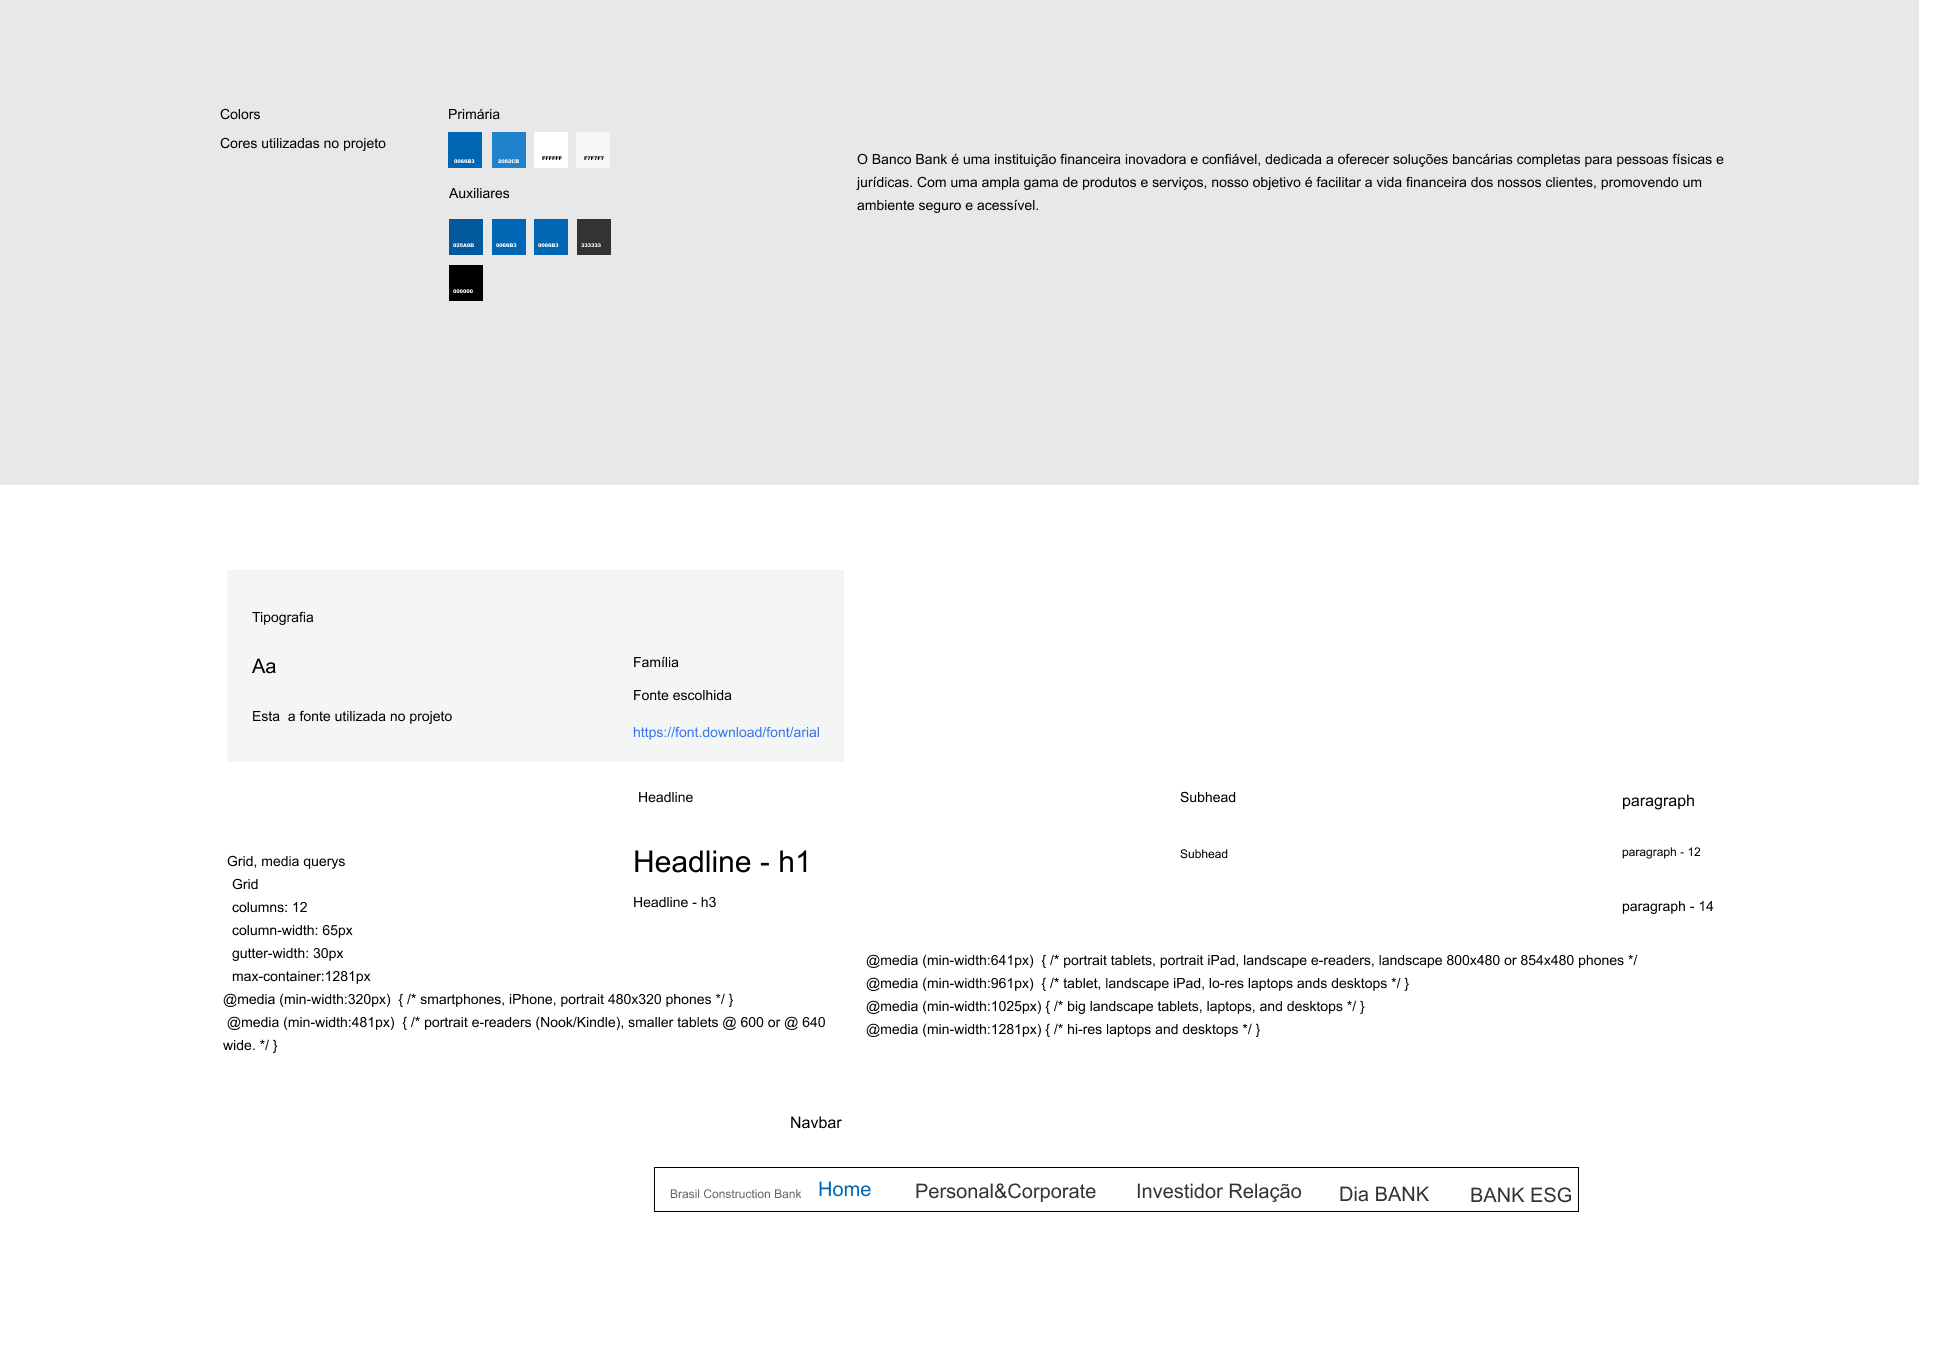 Colors
Cores utilizadas no projeto
Primária
0066B3
2082CB
FFFFFF
F7F7F7
Auxiliares
025A9D
0066B3
0066B3
333333
000000
O Banco Bank é uma instituição financeira inovadora e confiável, dedicada a oferecer soluções bancárias completas para pessoas físicas e
jurídicas. Com uma ampla gama de produtos e serviços, nosso objetivo é facilitar a vida financeira dos nossos clientes, promovendo um
ambiente seguro e acessível.
Tipografia
Aa
Esta  a fonte utilizada no projeto
Família
Fonte escolhida
https://font.download/font/arial
Headline
Headline - h1
Headline - h3
Subhead
Subhead
paragraph
paragraph - 12
paragraph - 14
Grid, media querys
Grid
columns: 12
column-width: 65px
gutter-width: 30px
max-container:1281px
@media (min-width:320px)  { /* smartphones, iPhone, portrait 480x320 phones */ }
@media (min-width:481px)  { /* portrait e-readers (Nook/Kindle), smaller tablets @ 600 or @ 640
wide. */ }
@media (min-width:641px)  { /* portrait tablets, portrait iPad, landscape e-readers, landscape 800x480 or 854x480 phones */
@media (min-width:961px)  { /* tablet, landscape iPad, lo-res laptops ands desktops */ }
@media (min-width:1025px) { /* big landscape tablets, laptops, and desktops */ }
@media (min-width:1281px) { /* hi-res laptops and desktops */ }
Navbar
Brasil Construction Bank
Home
Personal&Corporate
Investidor Relação
Dia BANK
BANK ESG